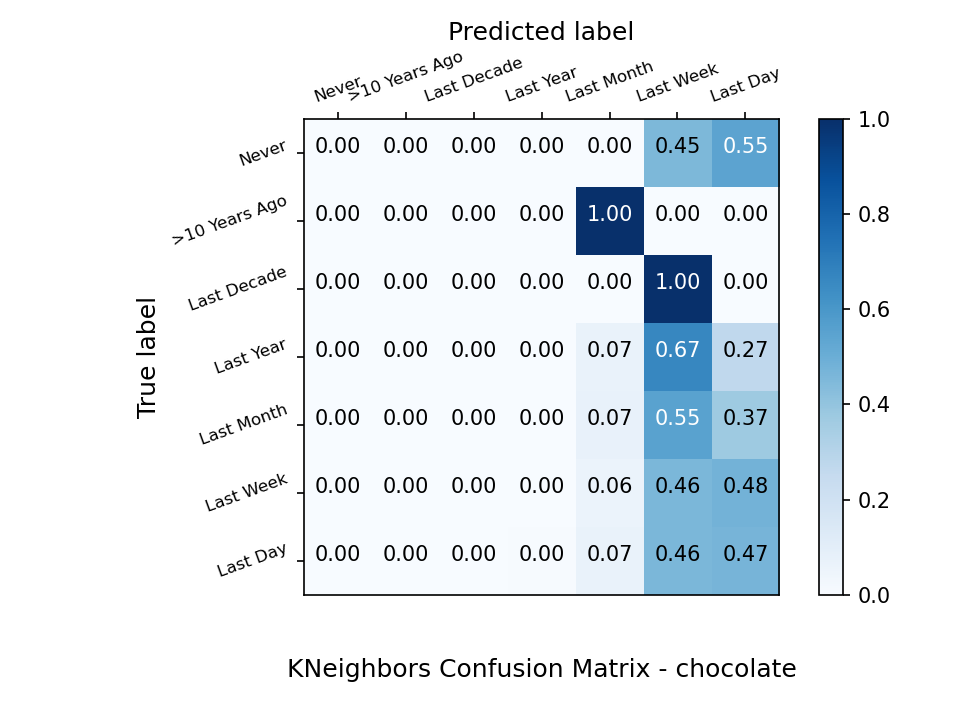 Predicted label
Never >10 Years Ago Last Decade Last Year Last Month Last Week Last Day
True label
Never 0.00 0.00 0.00 0.00 0.00 0.45 0.55
>10 Years Ago 0.00 0.00 0.00 0.00 1.00 0.00 0.00
Last Decade 0.00 0.00 0.00 0.00 0.00 1.00 0.00
Last Year 0.00 0.00 0.00 0.00 0.07 0.67 0.27
Last Month 0.00 0.00 0.00 0.00 0.07 0.55 0.37
Last Week 0.00 0.00 0.00 0.00 0.06 0.46 0.48
Last Day 0.00 0.00 0.00 0.00 0.07 0.46 0.47
1.0
0.8
0.6
0.4
0.2
0.0
KNeighbors Confusion Matrix - chocolate